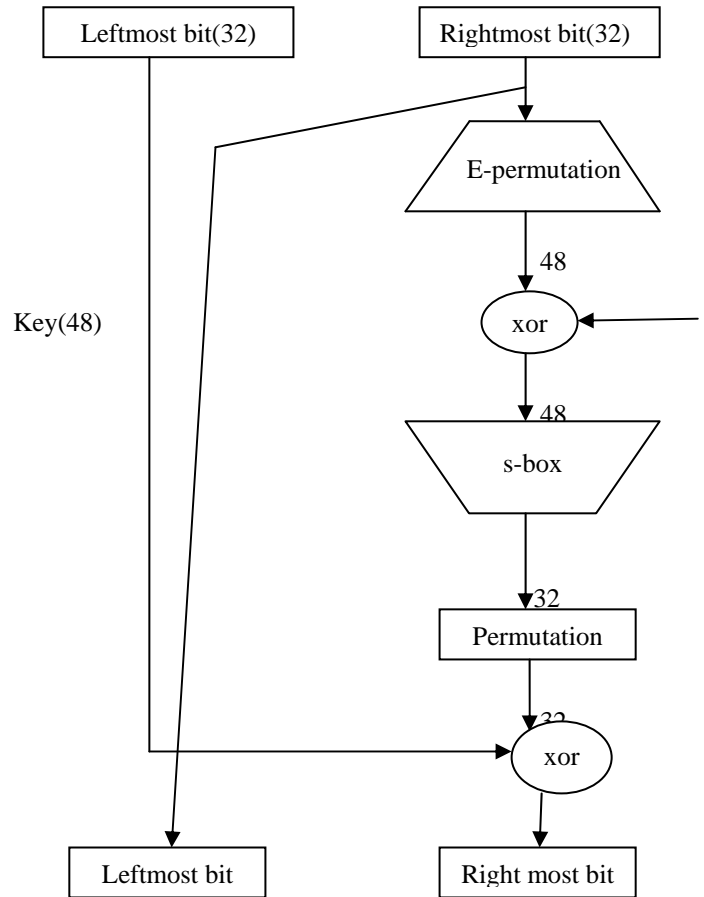 Leftmost bit(32)
Rightmost bit(32)
E-permutation
48
Key(48)
xor
48
s-box
32
Permutation
32
xor
Leftmost bit
Right most bit